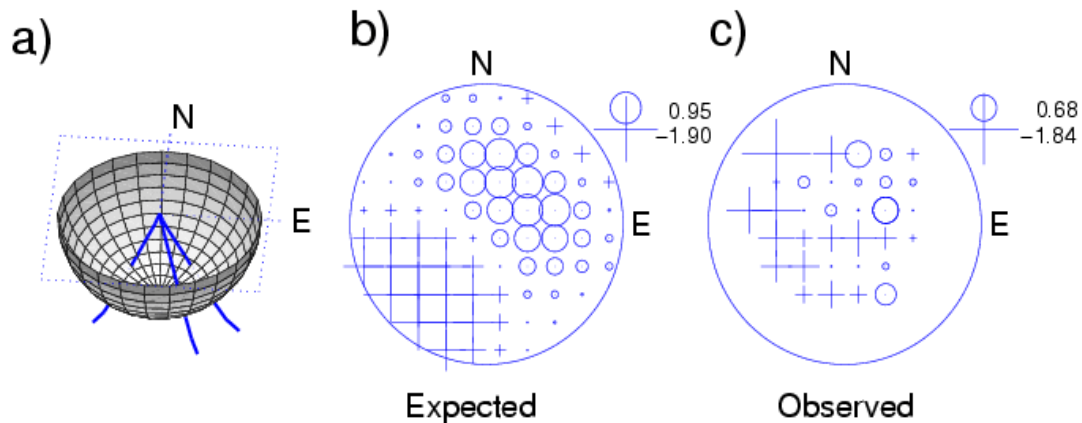 a)
N
E
b)
N
E
0.95
−1.90
Expected
c)
N
E
0.68
−1.84
Observed